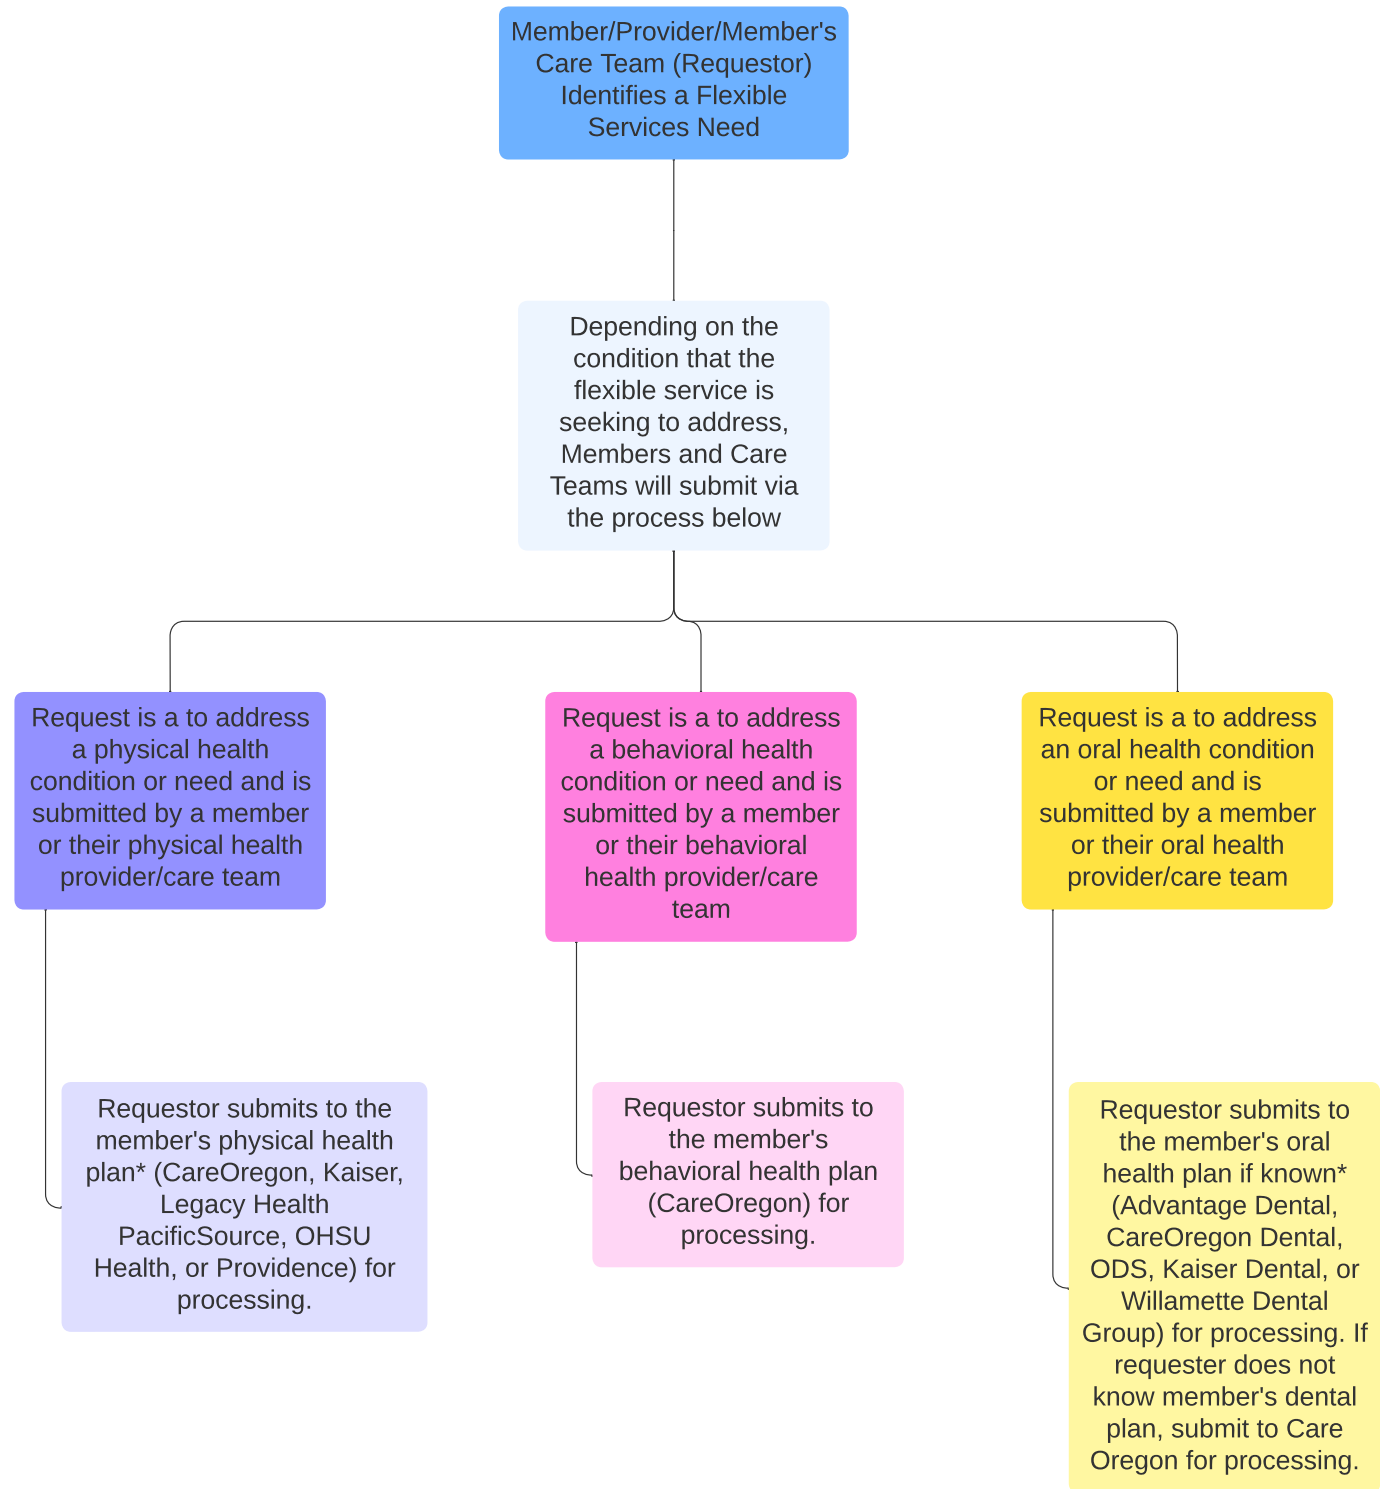 Member/Provider/Member's
Care Team (Requestor)
Identifies a Flexible
Services Need
Depending on the
condition that the
flexible service is
seeking to address,
Members and Care
Teams will submit via
the process below
Request is a to address
a physical health
condition or need and is
submitted by a member
or their physical health
provider/care team
Request is a to address
a behavioral health
condition or need and is
submitted by a member
or their behavioral
health provider/care
team
Request is a to address
an oral health condition
or need and is
submitted by a member
or their oral health
provider/care team
Requestor submits to the
member's physical health
plan* (CareOregon, Kaiser,
Legacy Health
PacificSource, OHSU
Health, or Providence) for
processing.
Requestor submits to
the member's
behavioral health plan
(CareOregon) for
processing.
Requestor submits to
the member's oral
health plan if known*
(Advantage Dental,
CareOregon Dental,
ODS, Kaiser Dental, or
Willamette Dental
Group) for processing. If
requester does not
know member's dental
plan, submit to Care
Oregon for processing.